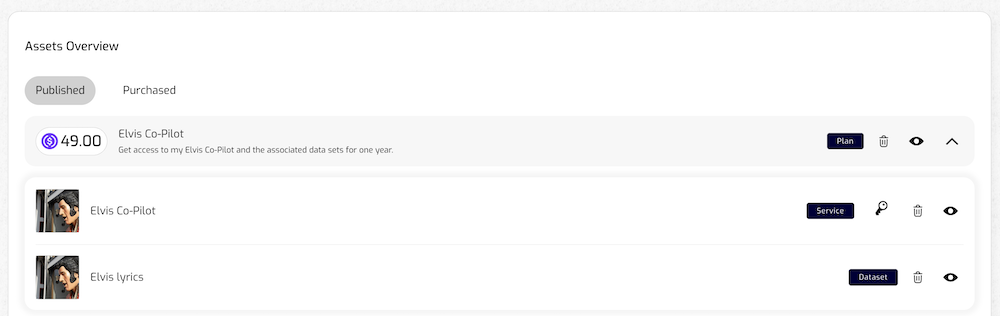 Assets Overview
Published
Purchased
49.00
Elvis Co-Pilot
Get access to my Elvis Co-Pilot and the associated data sets for one year.
Plan
Elvis Co-Pilot
Service
Elvis lyrics
Dataset